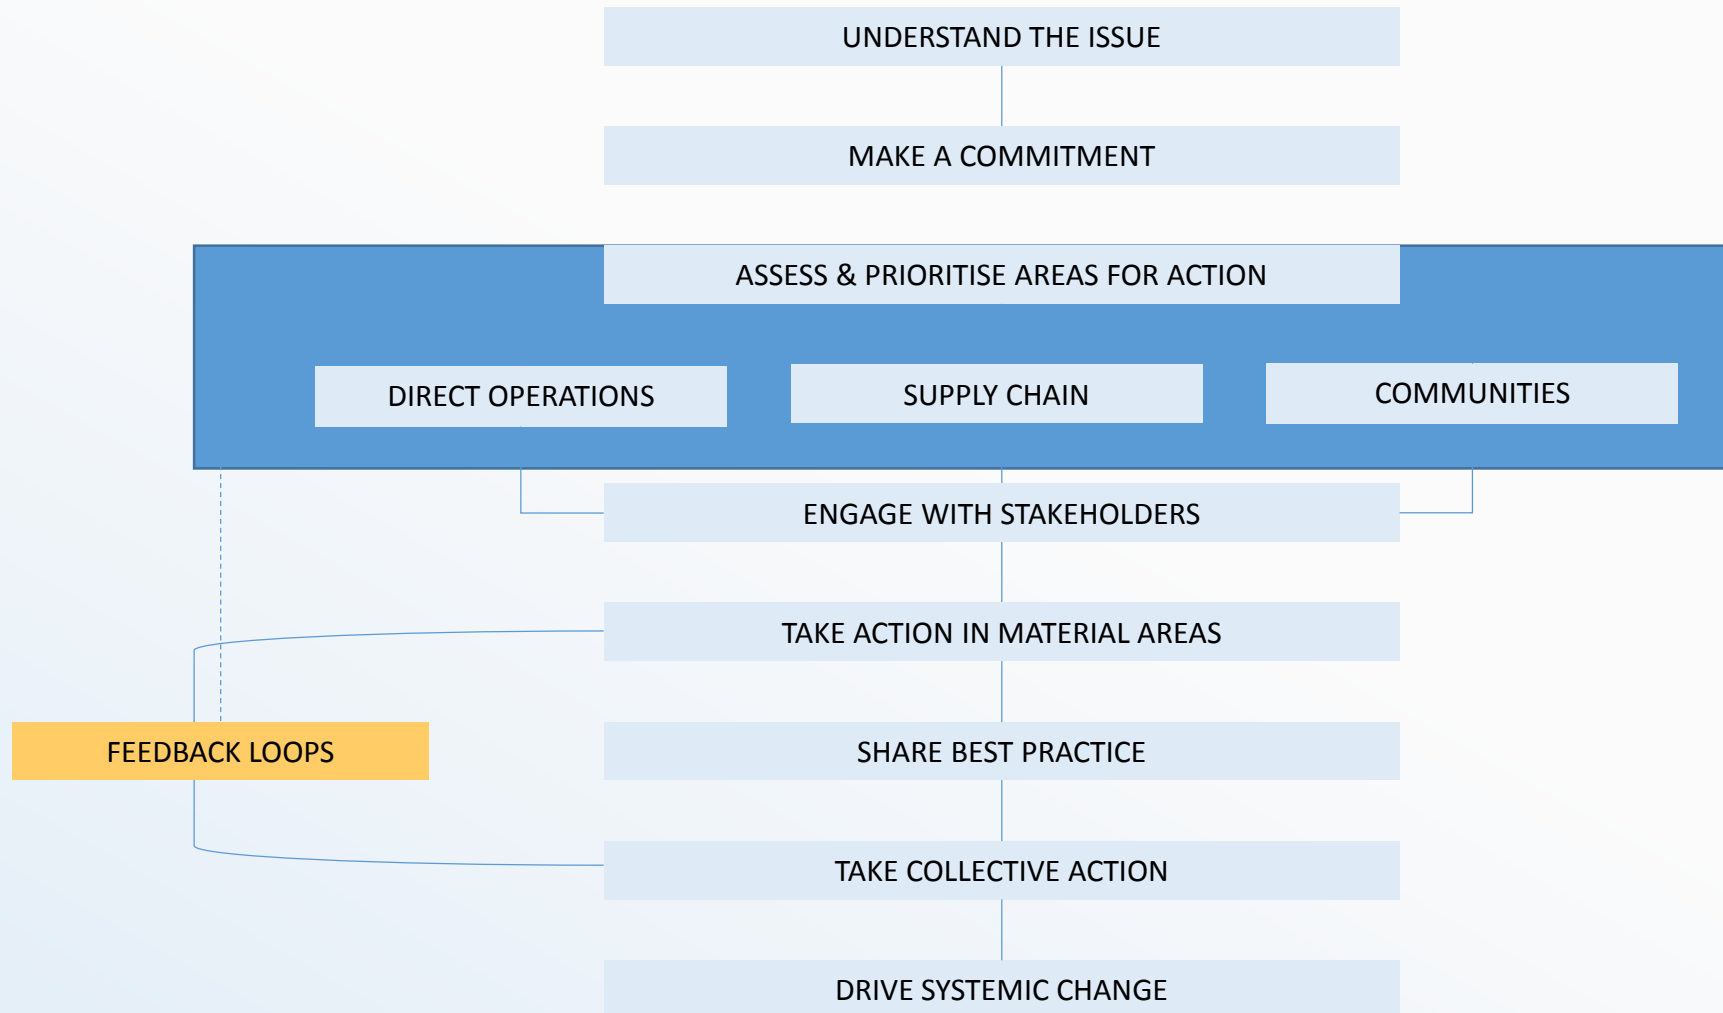 UNDERSTAND THE ISSUE
MAKE A COMMITMENT
ASSESS & PRIORITISE AREAS FOR ACTION
DIRECT OPERATIONS
SUPPLY CHAIN
COMMUNITIES
ENGAGE WITH STAKEHOLDERS
TAKE ACTION IN MATERIAL AREAS
FEEDBACK LOOPS
SHARE BEST PRACTICE
TAKE COLLECTIVE ACTION
DRIVE SYSTEMIC CHANGE